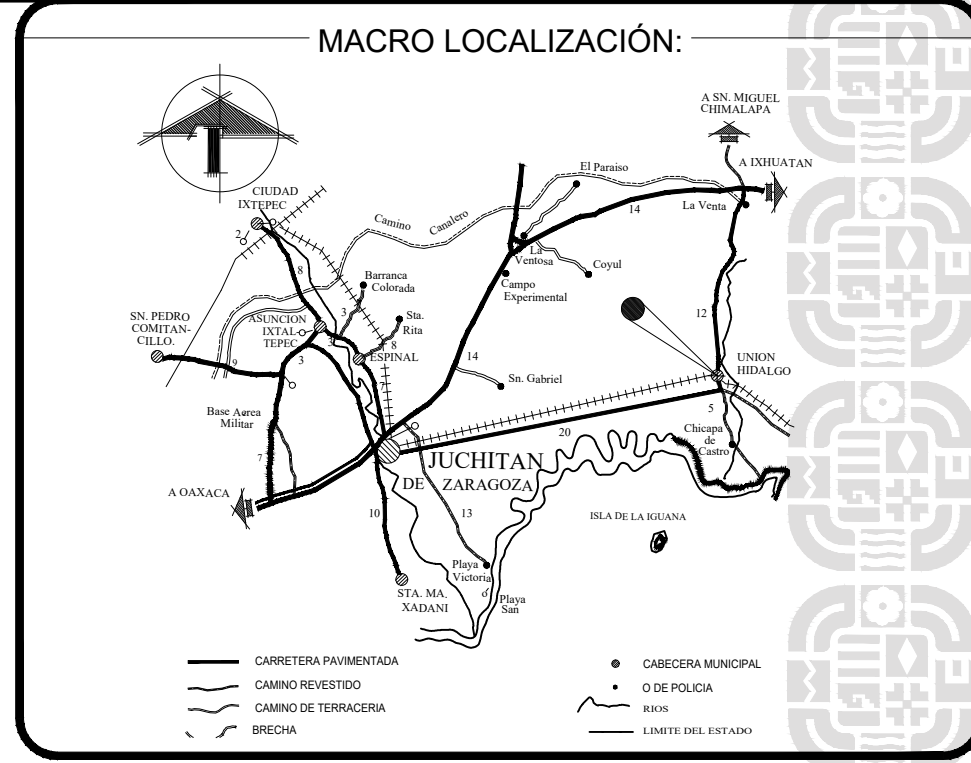 MACRO LOCALIZACIÓN:
A SN. MIGUEL
CHIMALAPA
A IXHUATAN
El Paraiso
La Venta
14
CIUDAD
IXTEPEC
2
Camino
Canalero
La
Ventosa
Coyul
Campo
Experimental
8
Barranca
Colorada
3
Sta.
Rita
SN. PEDRO
COMITAN-
CILLO.
ASUNCION
IXTAL-
TEPEC
3
8
ESPINAL
12
9
3
7
14
Sn. Gabriel
UNION
HIDALGO
Base Aerea
Militar
5
Chicapa
de
Castro
20
7
JUCHITAN
DE ZARAGOZA
A OAXACA
10
13
ISLA DE LA IGUANA
Playa
Victoria
STA. MA.
XADANI
Playa
San
CARRETERA PAVIMENTADA
CAMINO REVESTIDO
CAMINO DE TERRACERIA
BRECHA
CABECERA MUNICIPAL
O DE POLICIA
RIOS
LIMITE DEL ESTADO